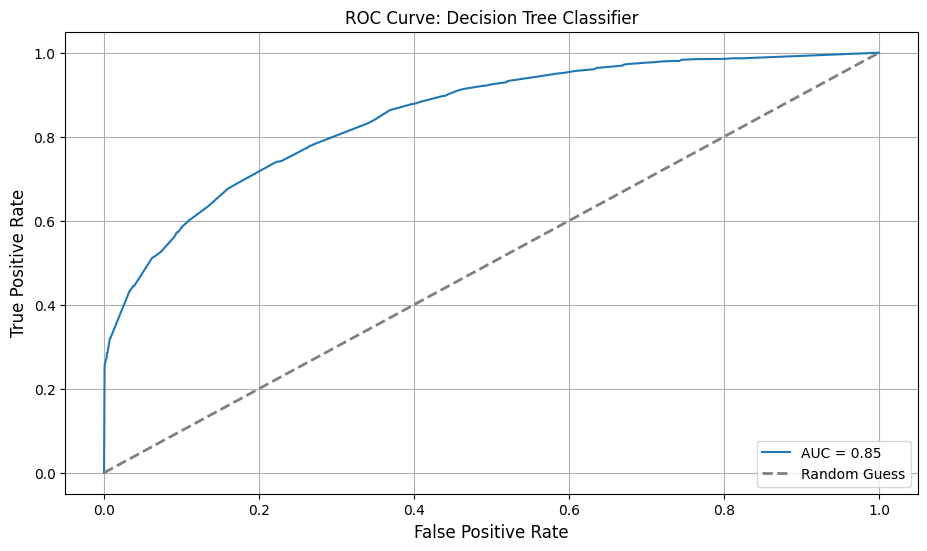 ROC Curve: Decision Tree Classifier
1.0
0.8
0.6
0.4
0.2
0.0
True Positive Rate
AUC = 0.85
Random Guess
0.0 0.2 0.4 0.6 0.8 1.0
False Positive Rate